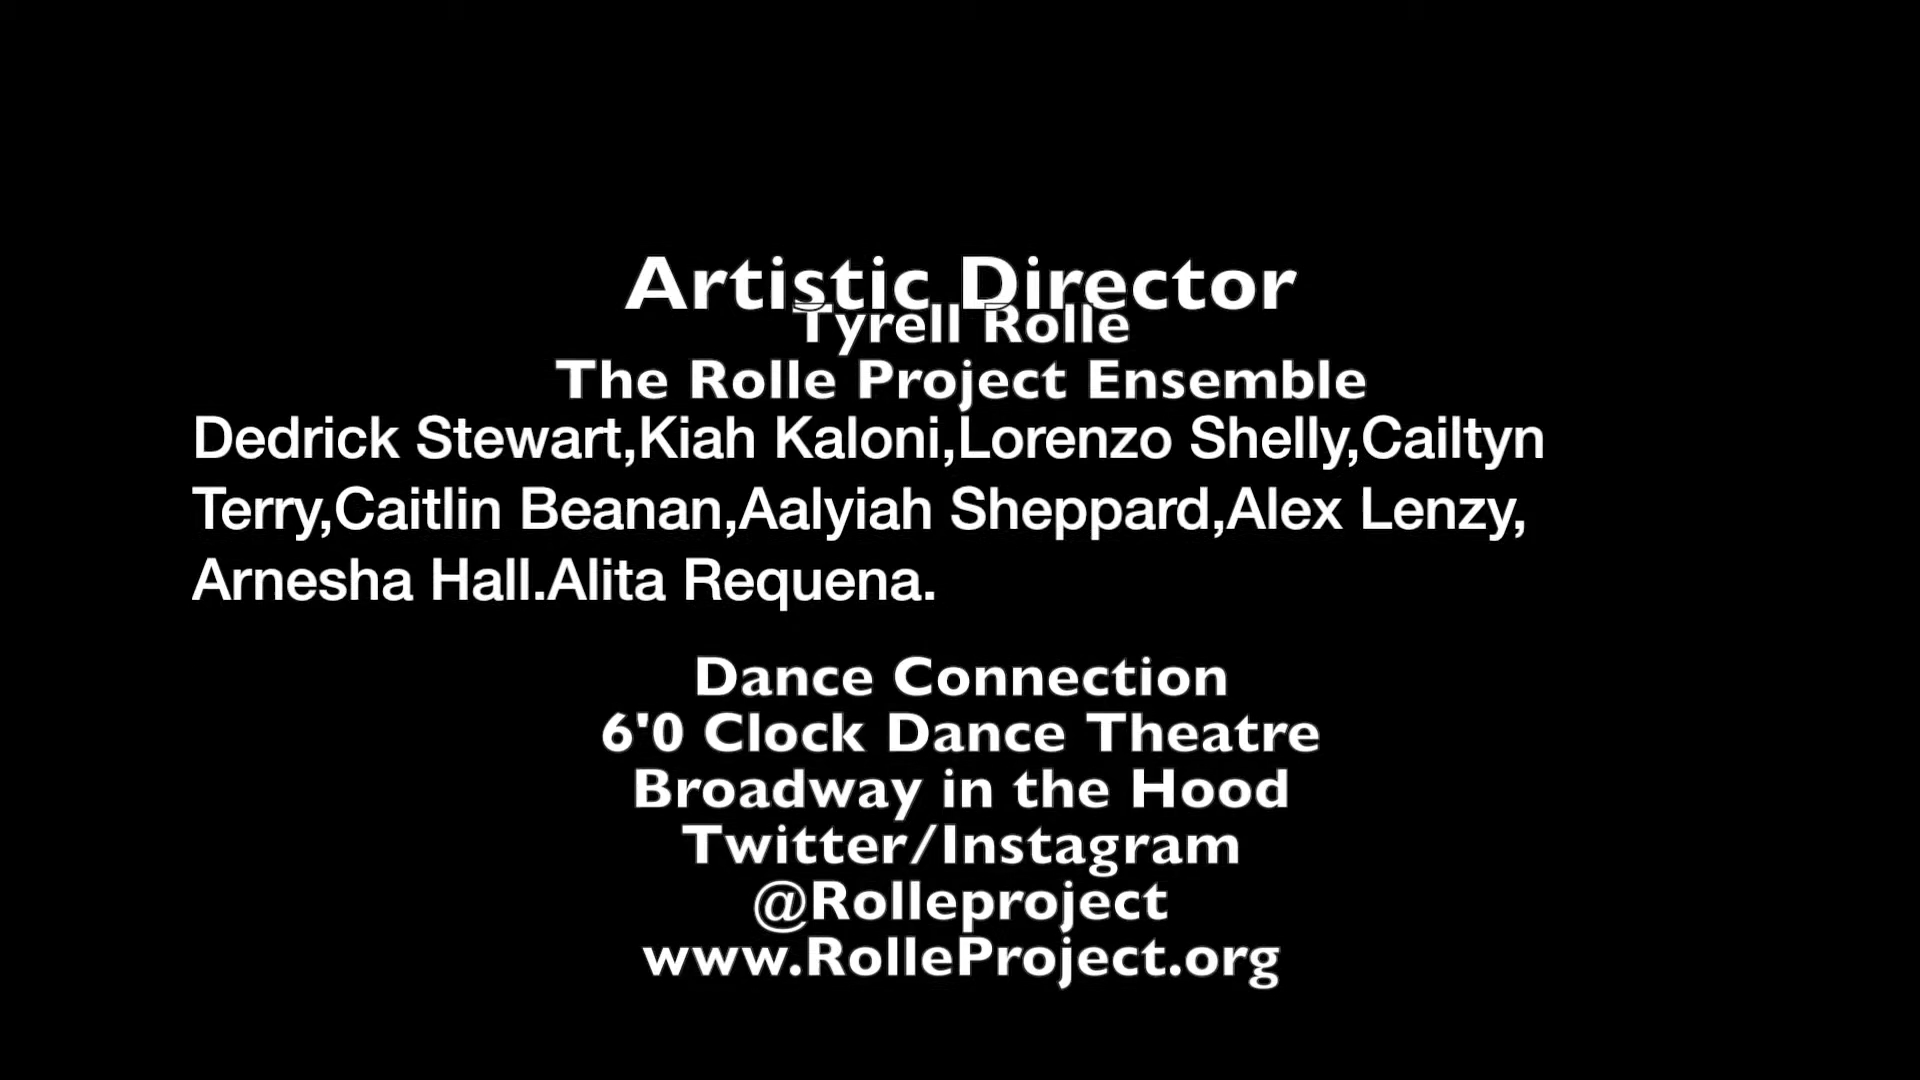 Artistic Director
Tyrell Rolle
The Rolle Project Ensemble
Dedrick Stewart,Kiah Kaloni,Lorenzo Shelly,Cailtyn
Terry,Caitlin Beanan,Aalyiah Sheppard,Alex Lenzy,
Arnesha Hall.Alita Requena.
Dance Connection
6'0 Clock Dance Theatre
Broadway in the Hood
Twitter/Instagram
@Rolleproject
www.RolleProject.org